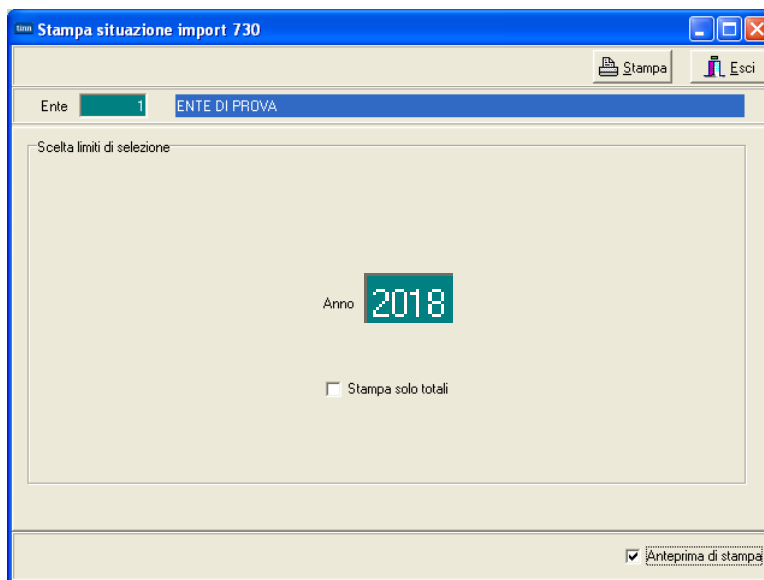 tinn Stampa situazione import 730
Stampa Esci
Ente 1 ENTE DI PROVA
Scelta limiti di selezione
Anno 2018
Stampa solo totali
Anteprima di stampa